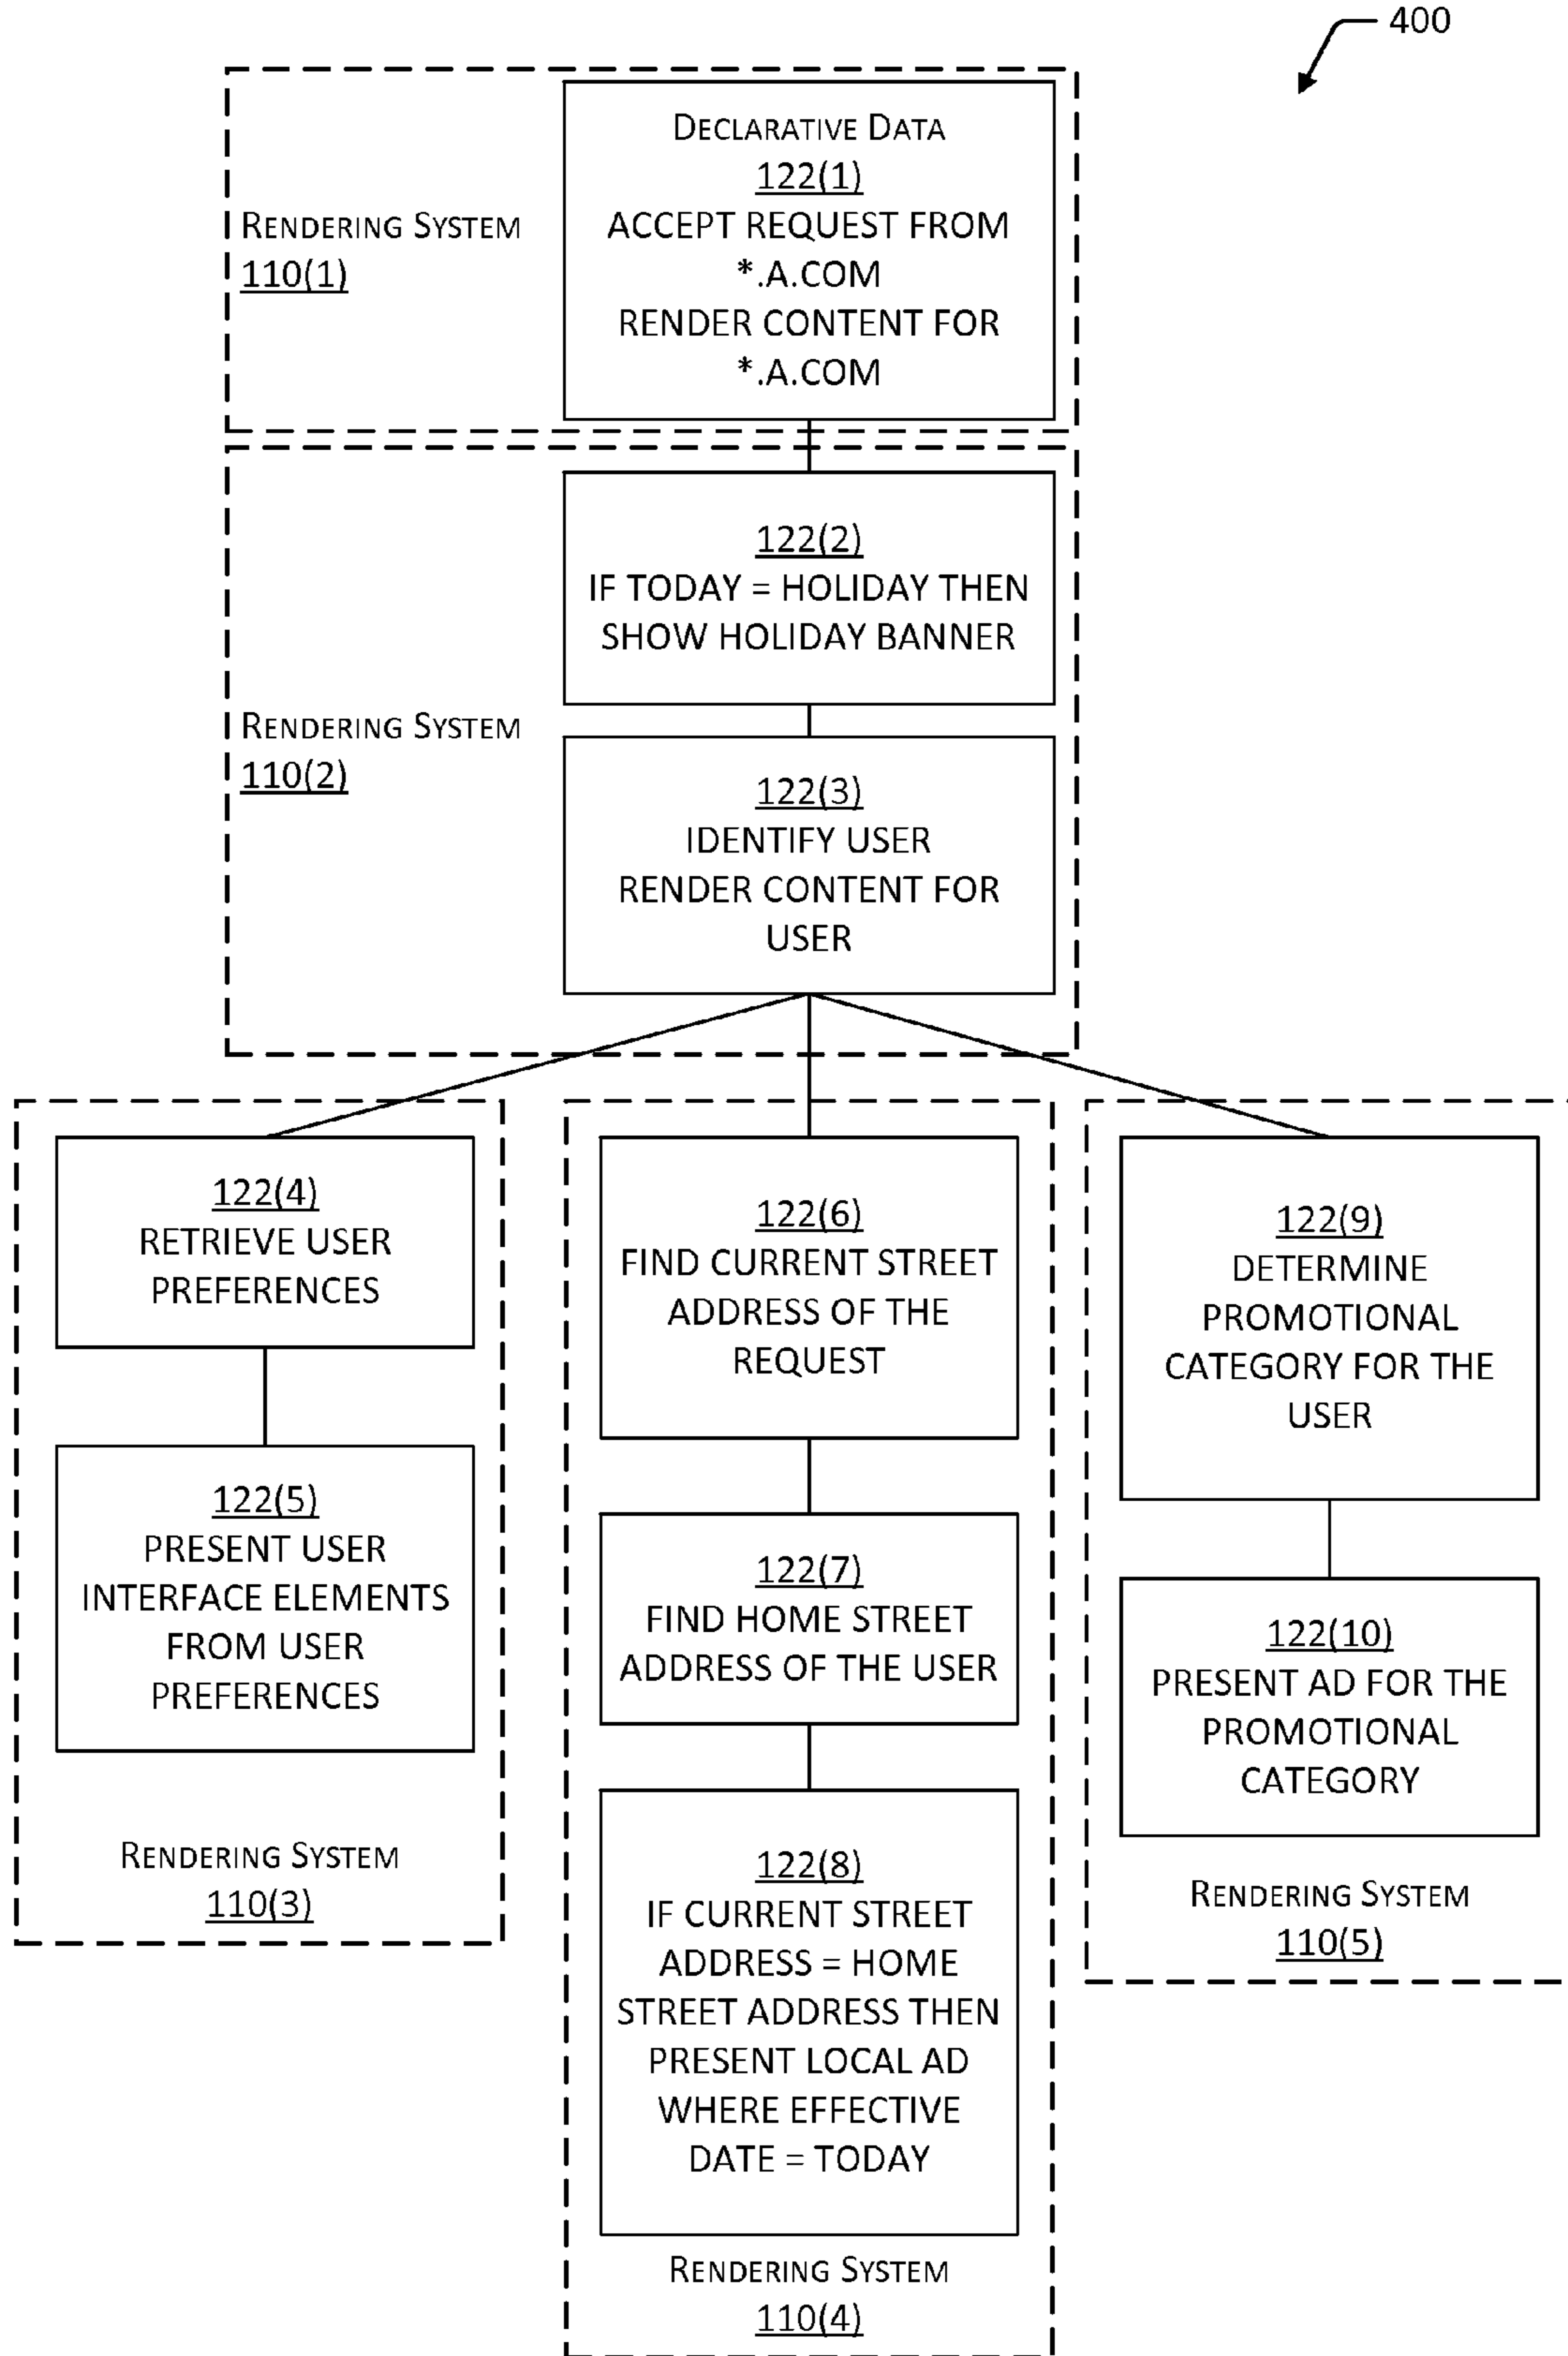 400
DECLARATIVE DATA
122(1)
ACCEPT REQUEST FROM
*.A.COM
RENDER CONTENT FOR
*.A.COM
RENDERING SYSTEM
110(1)
122(2)
IF TODAY = HOLIDAY THEN
SHOW HOLIDAY BANNER
RENDERING SYSTEM
110(2)
122(3)
IDENTIFY USER
RENDER CONTENT FOR
USER
122(4)
RETRIEVE USER
PREFERENCES
122(5)
PRESENT USER
INTERFACE ELEMENTS
FROM USER
PREFERENCES
RENDERING SYSTEM
110(3)
122(6)
FIND CURRENT STREET
ADDRESS OF THE
REQUEST
122(7)
FIND HOME STREET
ADDRESS OF THE USER
122(8)
IF CURRENT STREET
ADDRESS = HOME
STREET ADDRESS THEN
PRESENT LOCAL AD
WHERE EFFECTIVE
DATE = TODAY
RENDERING SYSTEM
110(4)
122(9)
DETERMINE
PROMOTIONAL
CATEGORY FOR THE
USER
122(10)
PRESENT AD FOR THE
PROMOTIONAL
CATEGORY
RENDERING SYSTEM
110(5)